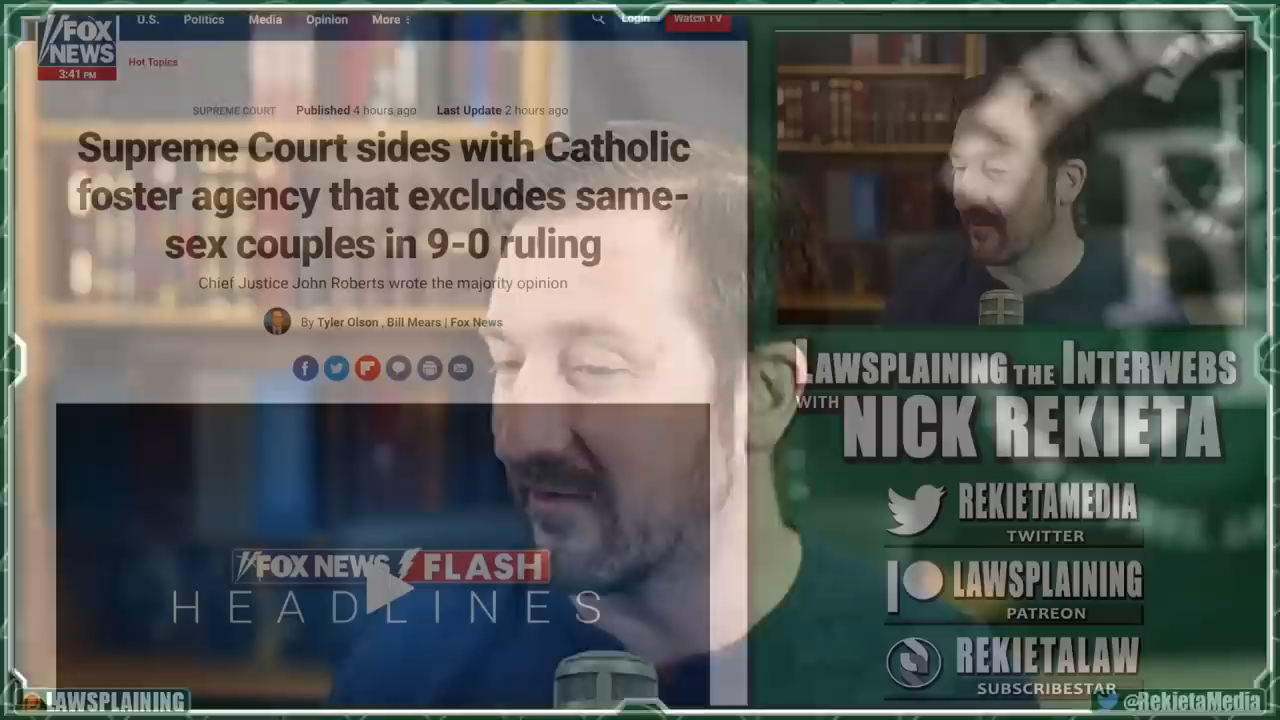 FOX
NEWS
3:41 PM
U.S. Politics Media Opinion More Login Watch TV
Hot Topics
SUPREME COURT Published 4 hours ago Last Update 2 hours ago
Supreme Court sides with Catholic
foster agency that excludes same-
sex couples in 9-0 ruling
Chief Justice John Roberts wrote the majority opinion
By Tyler Olson , Bill Mears | Fox News
FOX NEWS FLASH
HEADLINES
LAWSPLAINING THE INTERWEBS
WITH NICK REKIETA
REKIETAMEDIA
TWITTER
LAWSPLAINING
PATREON
REKIETALAW
SUBSCRIBESTAR
LAWSPLAINING
@RekietaMedia